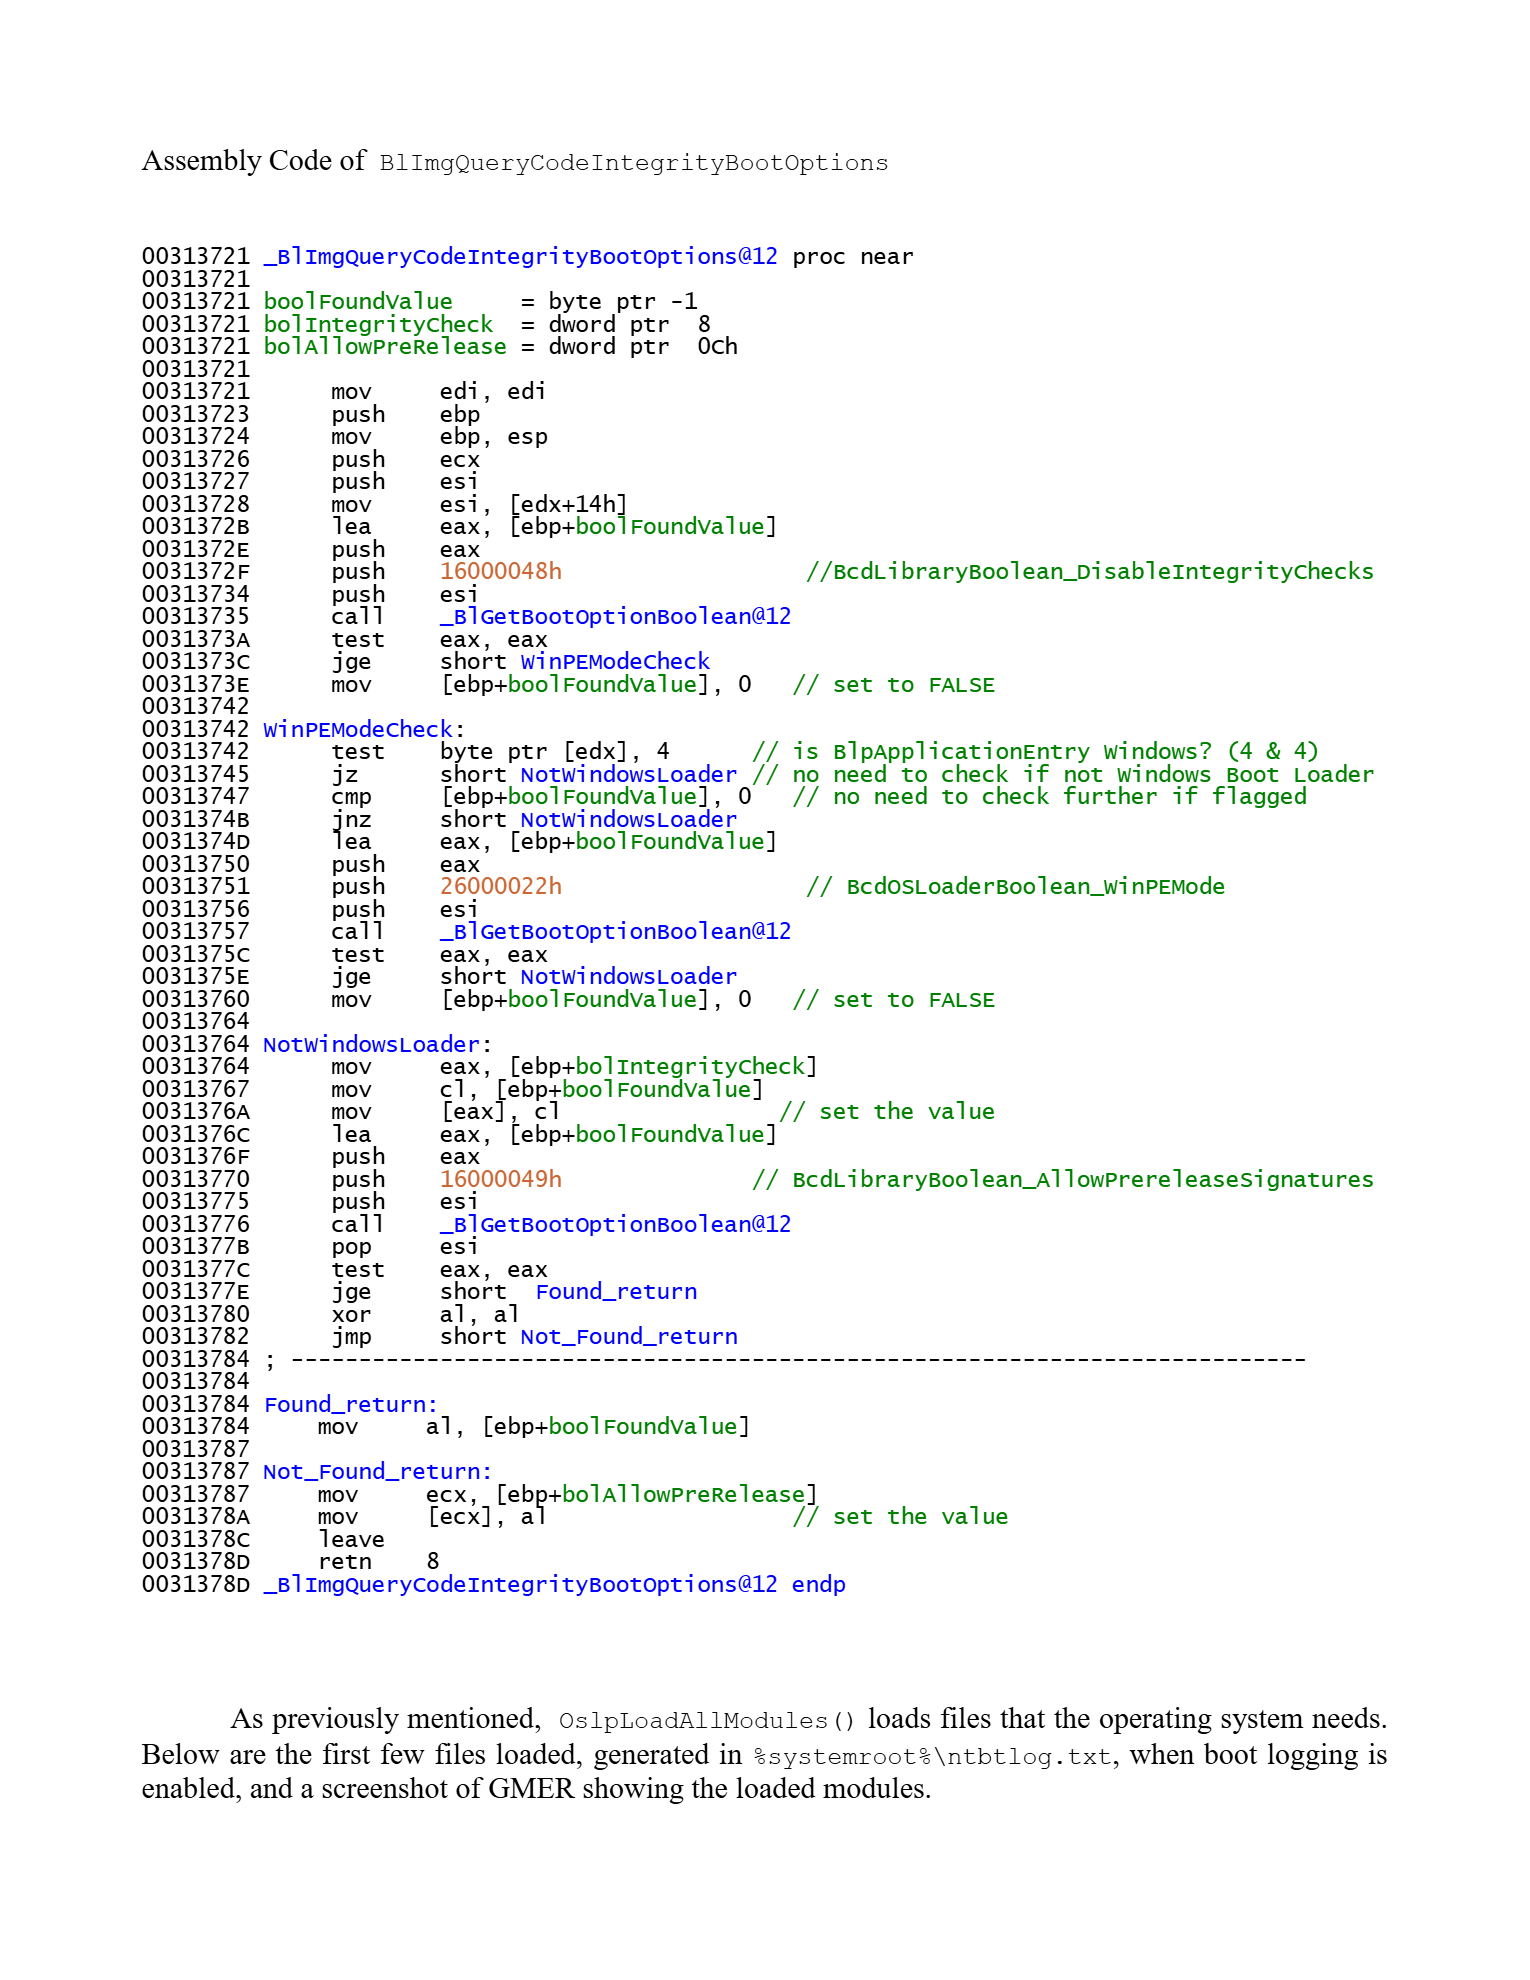 Assembly Code of BlImgQueryCodeIntegrityBootOptions
00313721 _BlImgQueryCodeIntegrityBootOptions@12 proc near
00313721
00313721 boolFoundValue     = byte ptr -1
00313721 bolIntegrityCheck  = dword ptr  8
00313721 bolAllowPreRelease = dword ptr  0Ch
00313721
00313721      mov     edi, edi
00313723      push    ebp
00313724      mov     ebp, esp
00313726      push    ecx
00313727      push    esi
00313728      mov     esi, [edx+14h]
0031372B      lea     eax, [ebp+boolFoundValue]
0031372E      push    eax
0031372F      push    16000048h                  //BcdLibraryBoolean_DisableIntegrityChecks
00313734      push    esi
00313735      call    _BlGetBootOptionBoolean@12
0031373A      test    eax, eax
0031373C      jge     short WinPEModeCheck
0031373E      mov     [ebp+boolFoundValue], 0   // set to FALSE
00313742
00313742 WinPEModeCheck:
00313742      test    byte ptr [edx], 4      // is BlpApplicationEntry Windows? (4 & 4)
00313745      jz      short NotWindowsLoader // no need to check if not Windows Boot Loader
00313747      cmp     [ebp+boolFoundValue], 0   // no need to check further if flagged
0031374B      jnz     short NotWindowsLoader
0031374D      lea     eax, [ebp+boolFoundValue]
00313750      push    eax
00313751      push    26000022h                  // BcdOSLoaderBoolean_WinPEMode
00313756      push    esi
00313757      call    _BlGetBootOptionBoolean@12
0031375C      test    eax, eax
0031375E      jge     short NotWindowsLoader
00313760      mov     [ebp+boolFoundValue], 0   // set to FALSE
00313764
00313764 NotWindowsLoader:
00313764      mov     eax, [ebp+bolIntegrityCheck]
00313767      mov     cl, [ebp+boolFoundValue]
0031376A      mov     [eax], cl                // set the value
0031376C      lea     eax, [ebp+boolFoundValue]
0031376F      push    eax
00313770      push    16000049h              // BcdLibraryBoolean_AllowPrereleaseSignatures
00313775      push    esi
00313776      call    _BlGetBootOptionBoolean@12
0031377B      pop     esi
0031377C      test    eax, eax
0031377E      jge     short  Found_return
00313780      xor     al, al
00313782      jmp     short Not_Found_return
00313784 ; ---------------------------------------------------------------------------
00313784
00313784 Found_return:
00313784     mov     al, [ebp+boolFoundValue]
00313787
00313787 Not_Found_return:
00313787     mov     ecx, [ebp+bolAllowPreRelease]
0031378A     mov     [ecx], al                  // set the value
0031378C     leave
0031378D     retn    8
0031378D _BlImgQueryCodeIntegrityBootOptions@12 endp
As previously mentioned, OslpLoadAllModules() loads files that the operating system needs.
Below are the first few files loaded, generated in %systemroot%\ntbtlog.txt, when boot logging is
enabled, and a screenshot of GMER showing the loaded modules.